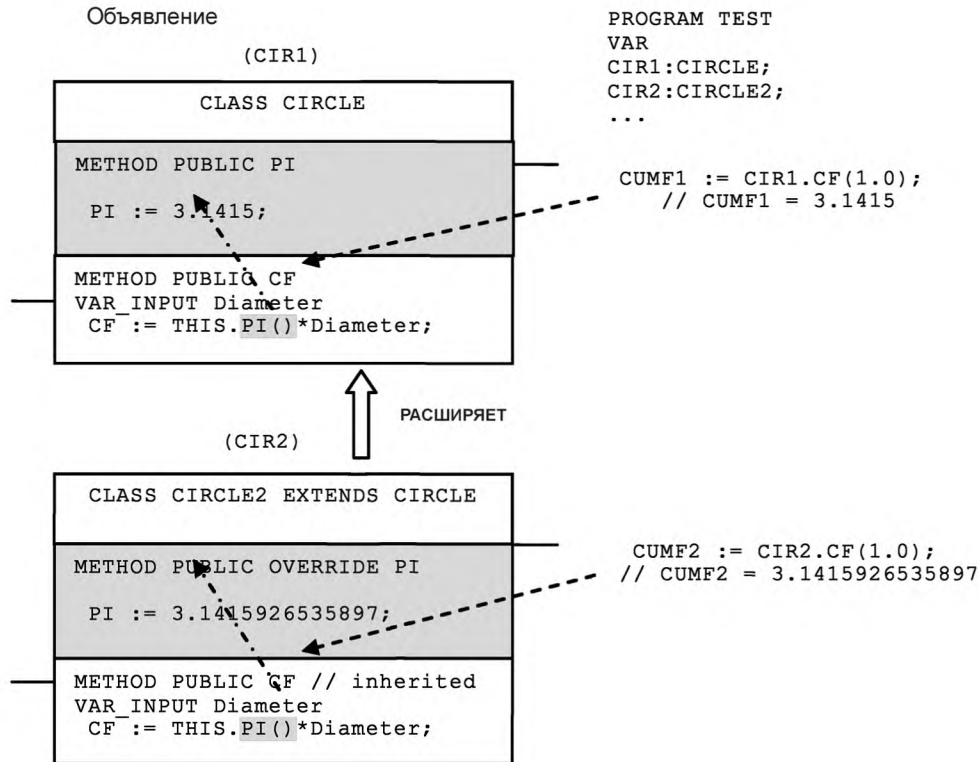 Объявление
(CIR1)
CLASS CIRCLE
METHOD PUBLIC PI
PI := 3.1415;
METHOD PUBLIC CF
VAR_INPUT Diameter
CF := THIS.PI()*Diameter;
РАСШИРЯЕТ
(CIR2)
CLASS CIRCLE2 EXTENDS CIRCLE
METHOD PUBLIC OVERRIDE PI
PI := 3.1415926535897;
METHOD PUBLIC CF // inherited
VAR_INPUT Diameter
CF := THIS.PI()*Diameter;
PROGRAM TEST
VAR
CIR1:CIRCLE;
CIR2:CIRCLE2;
...
CUMF1 := CIR1.CF(1.0);
// CUMF1 = 3.1415
CUMF2 := CIR2.CF(1.0);
// CUMF2 = 3.1415926535897